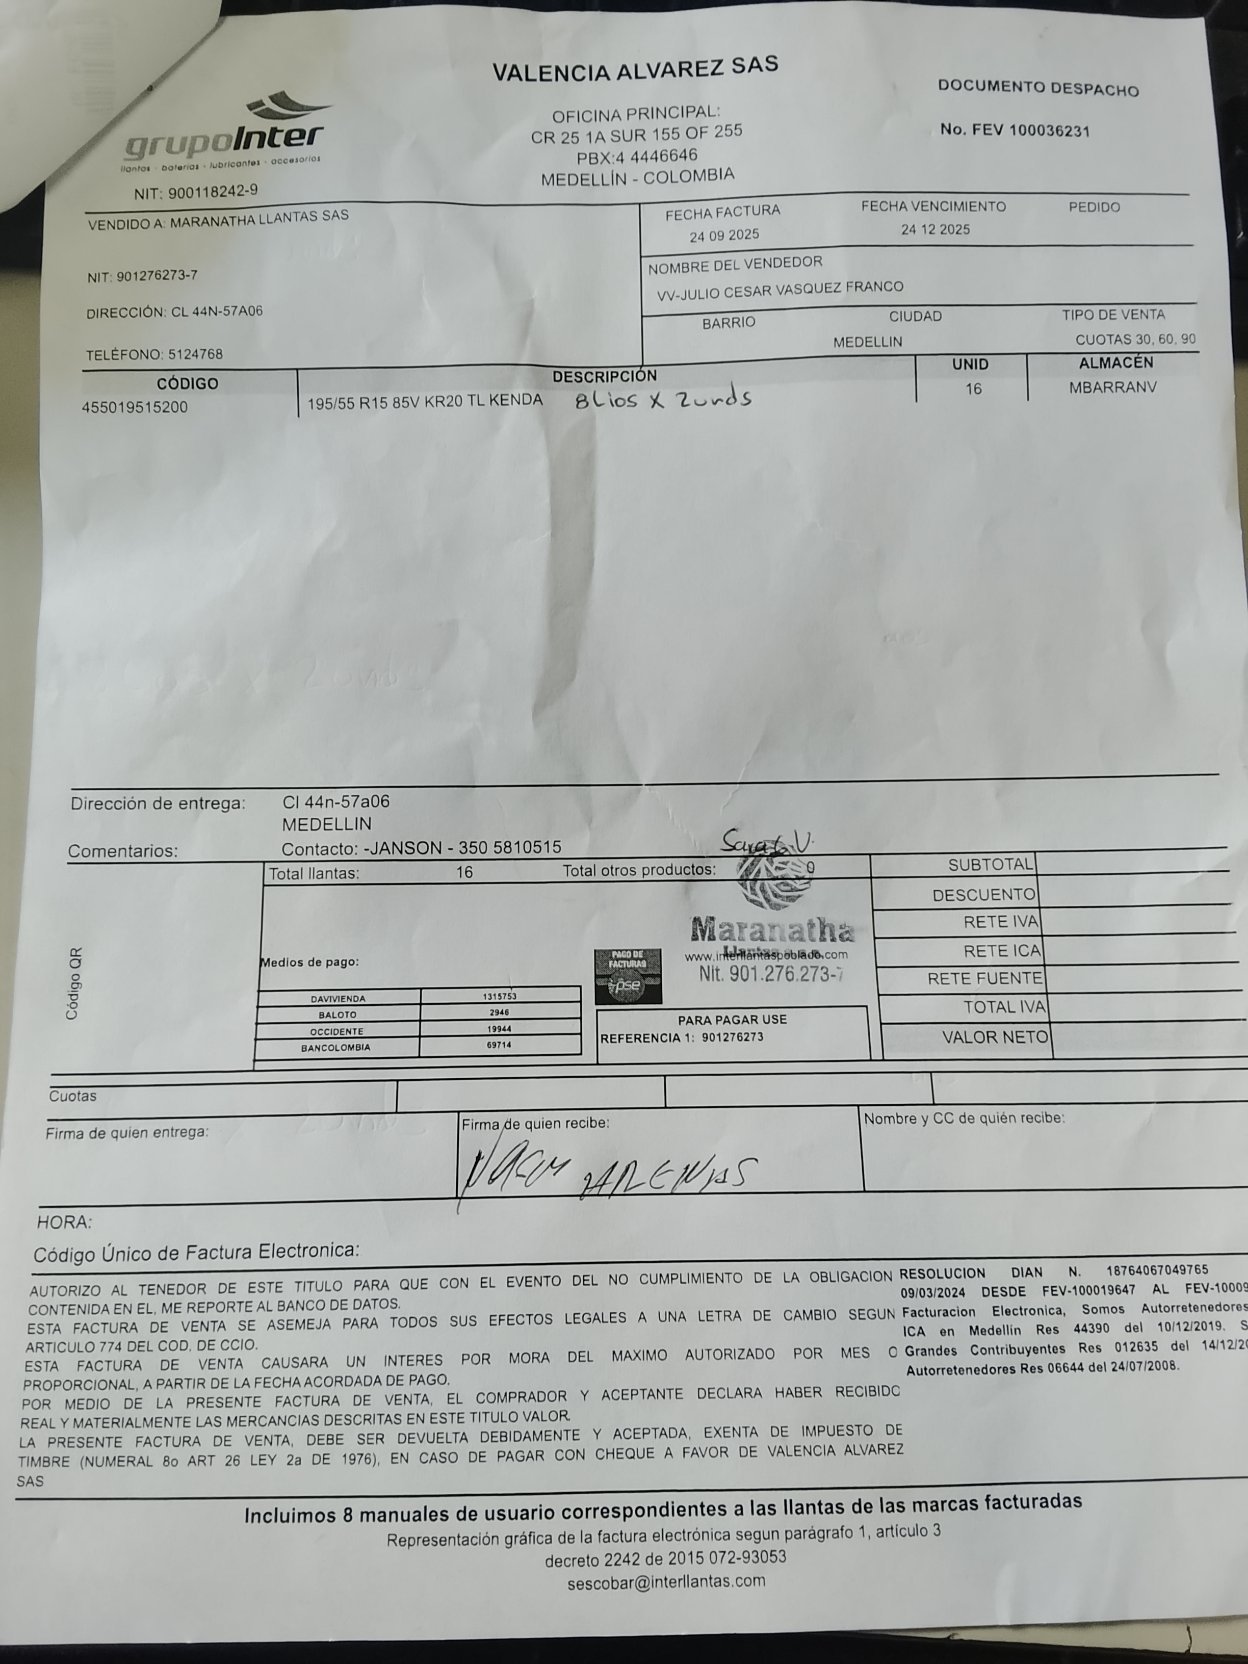 VALENCIA ALVAREZ SAS
DOCUMENTO DESPACHO
No. FEV 100036231
grupoInter
llantas - baterías - lubricantes - accesorios
NIT: 900118242-9
OFICINA PRINCIPAL:
CR 25 1A SUR 155 OF 255
PBX:4 4446646
MEDELLÍN - COLOMBIA
VENDIDO A: MARANATHA LLANTAS SAS
NIT: 901276273-7
DIRECCIÓN: CL 44N-57A06
TELÉFONO: 5124768
FECHA FACTURA FECHA VENCIMIENTO PEDIDO
24 09 2025 24 12 2025
NOMBRE DEL VENDEDOR
VV-JULIO CESAR VASQUEZ FRANCO
BARRIO CIUDAD TIPO DE VENTA
MEDELLIN CUOTAS 30, 60, 90
CÓDIGO DESCRIPCIÓN UNID ALMACÉN
455019515200 195/55 R15 85V KR20 TL KENDA 8Lios X 2unds 16 MBARRANV
Dirección de entrega: Cl 44n-57a06
MEDELLIN
Comentarios: Contacto: -JANSON - 350 5810515
Total llantas: 16 Total otros productos: 0
Código QR
Medios de pago:
DAVIVIENDA 1315753
BALOTO 2946
OCCIDENTE 19944
BANCOLOMBIA 69714
PAGO DE
FACTURAS
pse
Maranatha
Llantas s.a.s.
www.interllantaspoblado.com
Nit. 901.276.273-7
PARA PAGAR USE
REFERENCIA 1: 901276273
SUBTOTAL
DESCUENTO
RETE IVA
RETE ICA
RETE FUENTE
TOTAL IVA
VALOR NETO
Cuotas
Firma de quien entrega:
Firma de quien recibe:
Nombre y CC de quién recibe:
HORA:
Código Único de Factura Electronica:
AUTORIZO AL TENEDOR DE ESTE TITULO PARA QUE CON EL EVENTO DEL NO CUMPLIMIENTO DE LA OBLIGACION
CONTENIDA EN EL, ME REPORTE AL BANCO DE DATOS.
ESTA FACTURA DE VENTA SE ASEMEJA PARA TODOS SUS EFECTOS LEGALES A UNA LETRA DE CAMBIO SEGUN
ARTICULO 774 DEL COD, DE CCIO.
ESTA FACTURA DE VENTA CAUSARA UN INTERES POR MORA DEL MAXIMO AUTORIZADO POR MES O
PROPORCIONAL, A PARTIR DE LA FECHA ACORDADA DE PAGO.
POR MEDIO DE LA PRESENTE FACTURA DE VENTA, EL COMPRADOR Y ACEPTANTE DECLARA HABER RECIBIDO
REAL Y MATERIALMENTE LAS MERCANCIAS DESCRITAS EN ESTE TITULO VALOR.
LA PRESENTE FACTURA DE VENTA, DEBE SER DEVUELTA DEBIDAMENTE Y ACEPTADA, EXENTA DE IMPUESTO DE
TIMBRE (NUMERAL 8o ART 26 LEY 2a DE 1976), EN CASO DE PAGAR CON CHEQUE A FAVOR DE VALENCIA ALVAREZ
SAS
RESOLUCION DIAN N. 18764067049765
09/03/2024 DESDE FEV-100019647 AL FEV-10009
Facturacion Electronica, Somos Autorretenedores
ICA en Medellin Res 44390 del 10/12/2019. S
Grandes Contribuyentes Res 012635 del 14/12/20
Autorretenedores Res 06644 del 24/07/2008.
Incluimos 8 manuales de usuario correspondientes a las llantas de las marcas facturadas
Representación gráfica de la factura electrónica segun parágrafo 1, artículo 3
decreto 2242 de 2015 072-93053
sescobar@interllantas.com